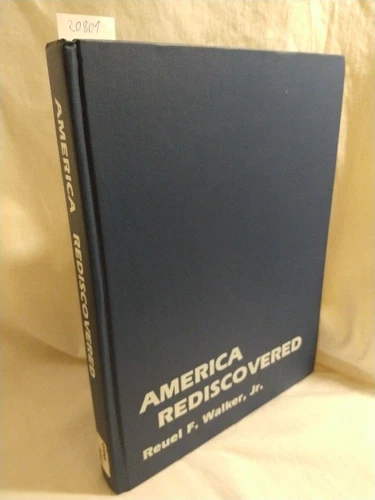 20801
AMERICA REDISCOVERED
AMERICA
REDISCOVERED
Reuel F. Walker, Jr.